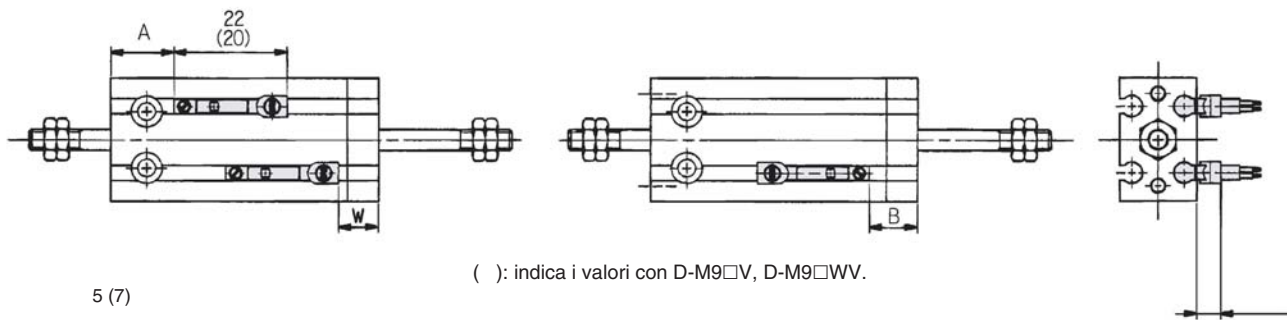 22
A
(20)
W
B
( ): indica i valori con D-M9□V, D-M9□WV.
5 (7)